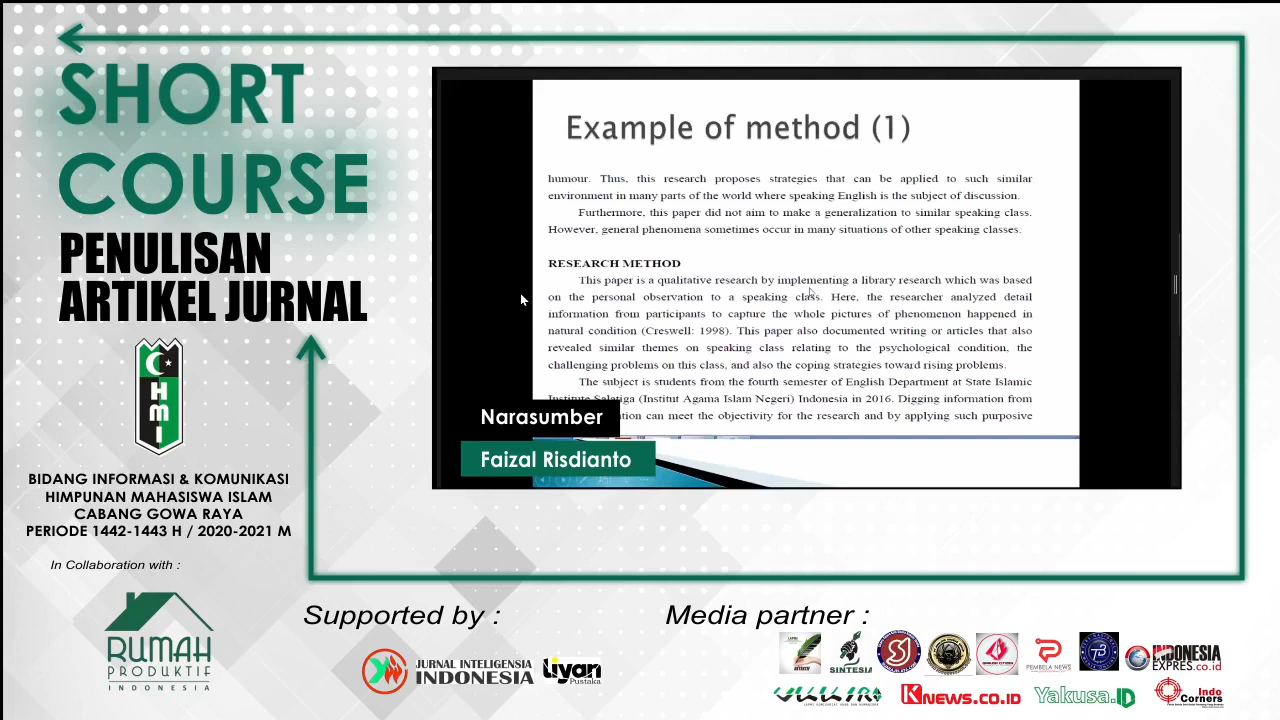 SHORT
COURSE
PENULISAN
ARTIKEL JURNAL
HMI
BIDANG INFORMASI & KOMUNIKASI
HIMPUNAN MAHASISWA ISLAM
CABANG GOWA RAYA
PERIODE 1442-1443 H / 2020-2021 M
In Collaboration with :
RUMAH
PRODUKTIF
INDONESIA
Example of method (1)
humour. Thus, this research proposes strategies that can be applied to such similar
environment in many parts of the world where speaking English is the subject of discussion.
Furthermore, this paper did not aim to make a generalization to similar speaking class.
However, general phenomena sometimes occur in many situations of other speaking classes.
RESEARCH METHOD
This paper is a qualitative research by implementing a library research which was based
on the personal observation to a speaking class. Here, the researcher analyzed detail
information from participants to capture the whole pictures of phenomenon happened in
natural condition (Creswell: 1998). This paper also documented writing or articles that also
revealed similar themes on speaking class relating to the psychological condition, the
challenging problems on this class, and also the coping strategies toward rising problems.
The subject is students from the fourth semester of English Department at State Islamic
Institute Salatiga (Institut Agama Islam Negeri) Indonesia in 2016. Digging information from
tion can meet the objectivity for the research and by applying such purposive
Narasumber
Faizal Risdianto
Supported by :
JURNAL INTELIGENSIA
INDONESIA
Liyan
Pustaka
Media partner :
SINTESIA
PEMBELA NEWS
INDONESIA
EXPRES.co.id
KNEWS.CO.ID
Yakusa.ID
Indo
Corners